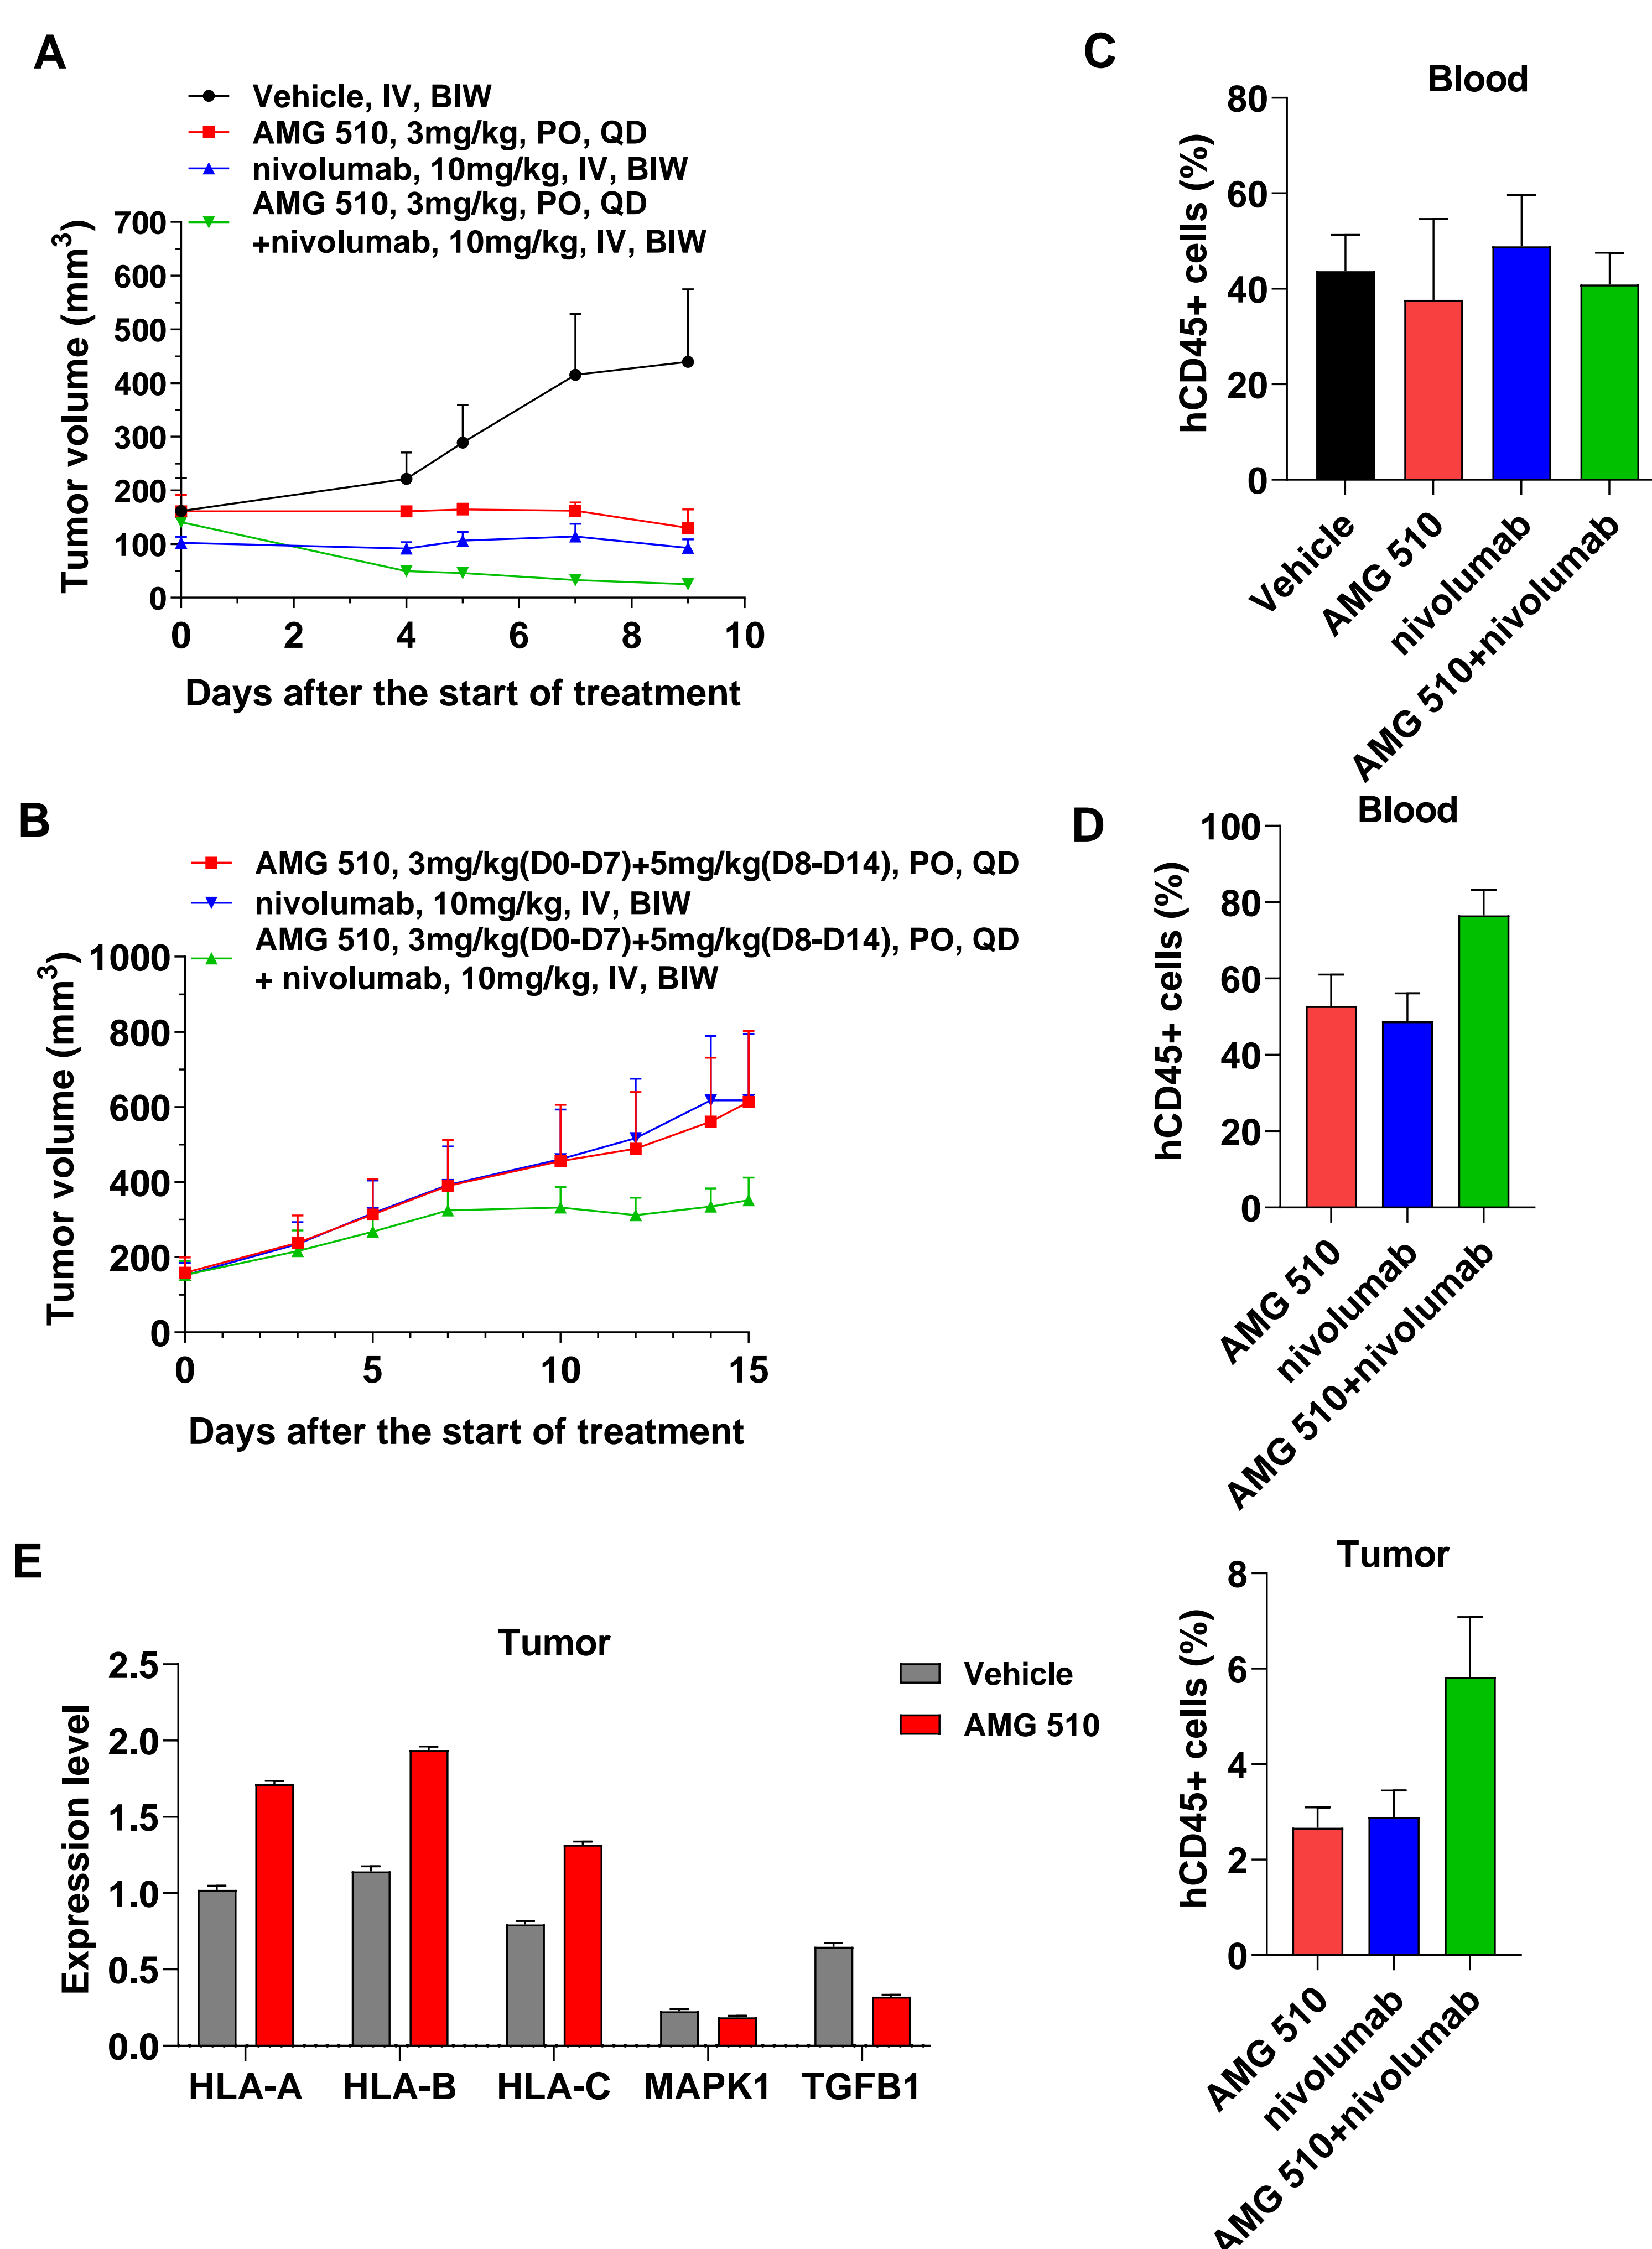 A
Vehicle, IV, BIW
AMG 510, 3mg/kg, PO, QD
nivolumab, 10mg/kg, IV, BIW
AMG 510, 3mg/kg, PO, QD
+nivolumab, 10mg/kg, IV, BIW
Tumor volume (mm³)
700
600
500
400
300
200
100
0
0 2 4 6 8 10
Days after the start of treatment
C
Blood
hCD45+ cells (%)
80
60
40
20
0
Vehicle
AMG 510
nivolumab
AMG 510+nivolumab
B
AMG 510, 3mg/kg(D0-D7)+5mg/kg(D8-D14), PO, QD
nivolumab, 10mg/kg, IV, BIW
AMG 510, 3mg/kg(D0-D7)+5mg/kg(D8-D14), PO, QD
+ nivolumab, 10mg/kg, IV, BIW
Tumor volume (mm³)
1000
800
600
400
200
0
0 5 10 15
Days after the start of treatment
D
Blood
hCD45+ cells (%)
100
80
60
40
20
0
AMG 510
nivolumab
AMG 510+nivolumab
Tumor
hCD45+ cells (%)
8
6
4
2
0
AMG 510
nivolumab
AMG 510+nivolumab
E
Tumor
Vehicle
AMG 510
Expression level
2.5
2.0
1.5
1.0
0.5
0.0
HLA-A HLA-B HLA-C MAPK1 TGFB1